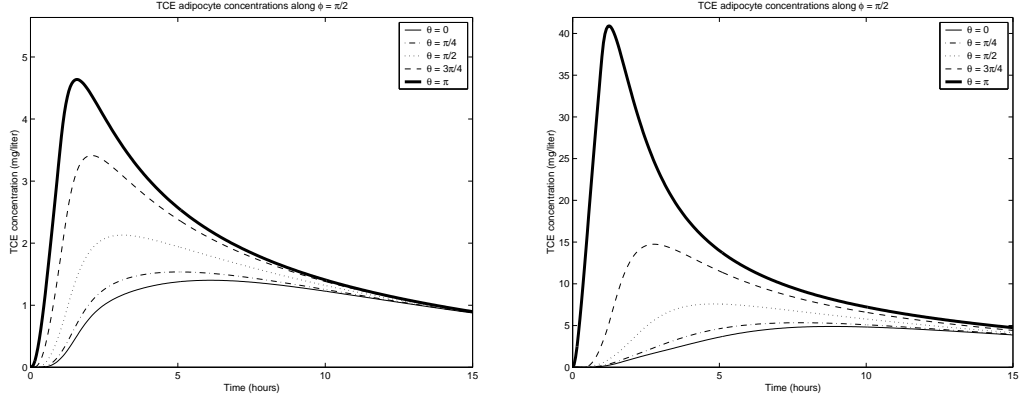 TCE adipocyte concentrations along ϕ = π/2
TCE concentration (mg/liter)
5
4
3
2
1
0
0 5 10 15
Time (hours)
θ = 0
θ = π/4
θ = π/2
θ = 3π/4
θ = π
TCE adipocyte concentrations along ϕ = π/2
TCE concentration (mg/liter)
40
35
30
25
20
15
10
5
0
0 5 10 15
Time (hours)
θ = 0
θ = π/4
θ = π/2
θ = 3π/4
θ = π